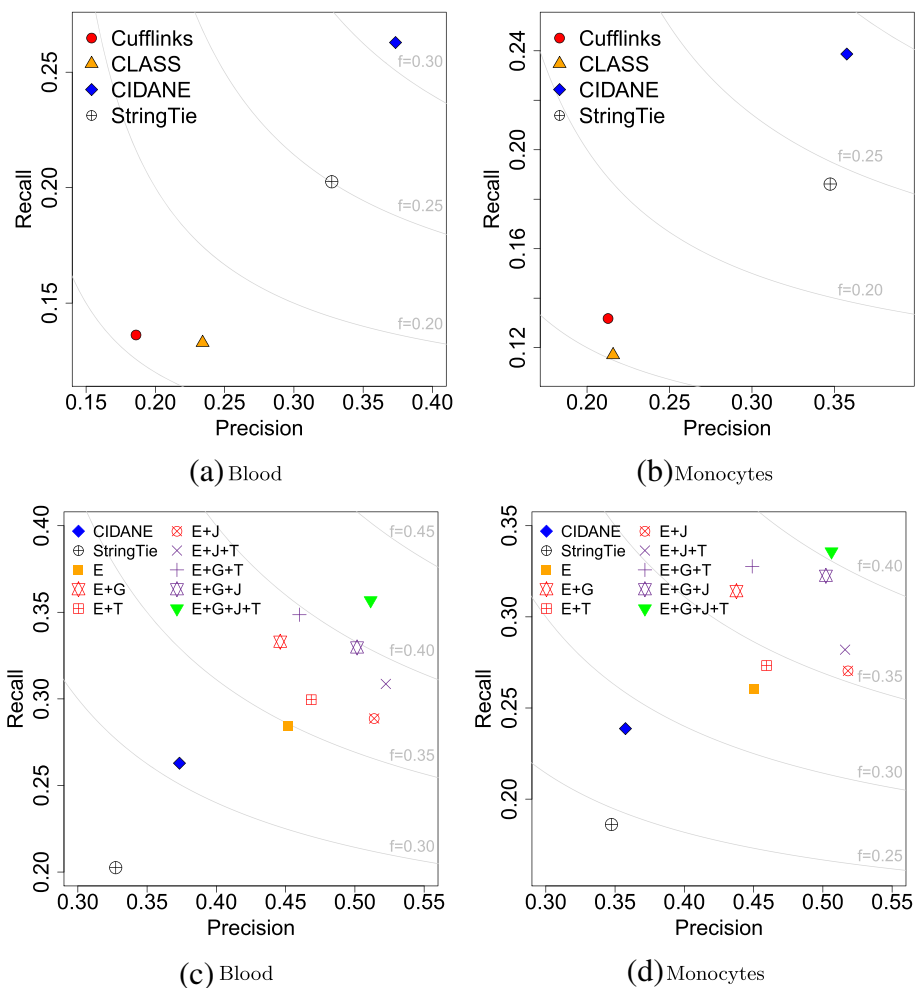 Cufflinks
CLASS
CIDANE
StringTie
f=0.30
f=0.25
f=0.20
0.25
0.20
0.15
Recall
0.15 0.20 0.25 0.30 0.35 0.40
Precision
(a) Blood
Cufflinks
CLASS
CIDANE
StringTie
f=0.25
f=0.20
0.24
0.20
0.16
0.12
Recall
0.20 0.25 0.30 0.35
Precision
(b) Monocytes
CIDANE
StringTie
E
E+G
E+T
E+J
E+J+T
E+G+T
E+G+J
E+G+J+T
f=0.45
f=0.40
f=0.35
f=0.30
0.40
0.35
0.30
0.25
0.20
Recall
0.30 0.35 0.40 0.45 0.50 0.55
Precision
(c) Blood
CIDANE
StringTie
E
E+G
E+T
E+J
E+J+T
E+G+T
E+G+J
E+G+J+T
f=0.40
f=0.35
f=0.30
f=0.25
0.35
0.30
0.25
0.20
Recall
0.30 0.35 0.40 0.45 0.50 0.55
Precision
(d) Monocytes